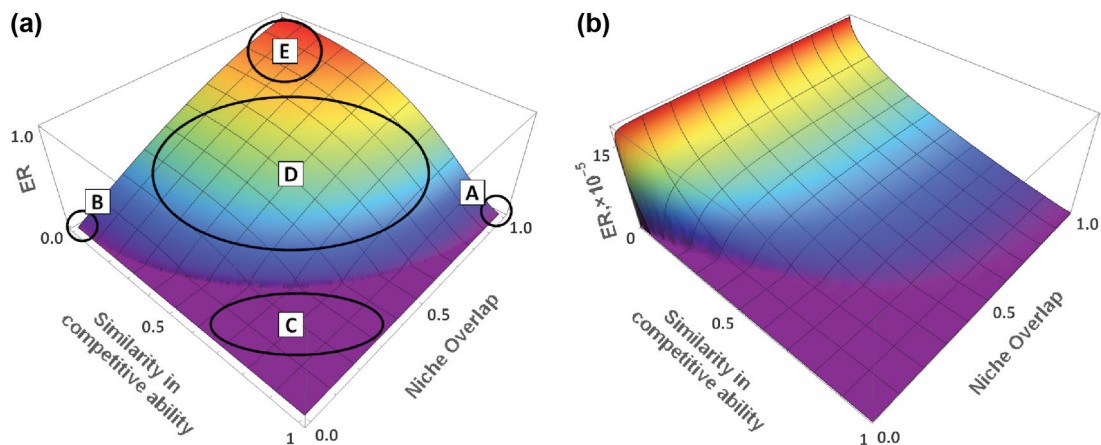 (a)
E
1.0
ER
D
B
A
0.0
1.0
0.5
C
0.5
Similarity in
competitive ability
Niche Overlap
1
0.0
(b)
15
ER,×10⁻⁵
0
1.0
0.5
0.5
Similarity in
competitive ability
Niche Overlap
1
0.0